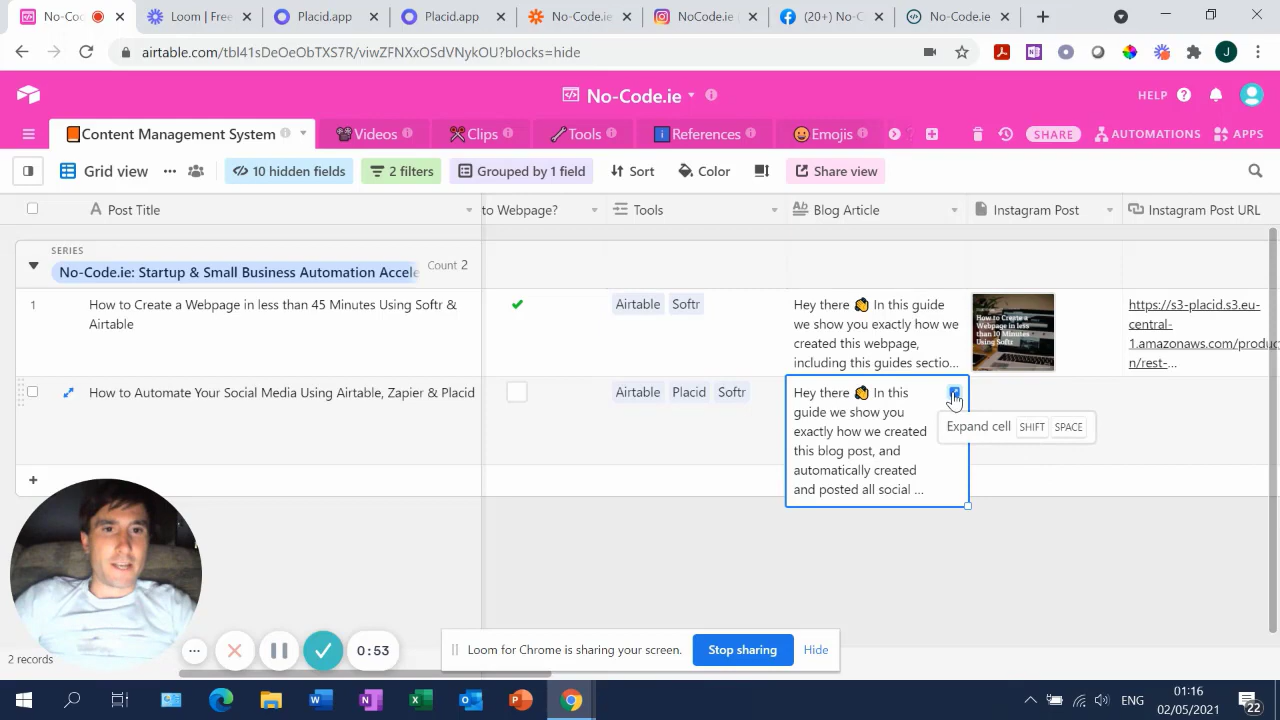 No-Co
Loom | Free
Placid.app
Placid.app
No-Code.ie
NoCode.ie
(20+) No-C
No-Code.ie
airtable.com/tbl41sDeOeObTXS7R/viwZFNXxOSdVNykOU?blocks=hide
J
No-Code.ie
HELP
Content Management System
Videos
Clips
Tools
References
Emojis
SHARE
AUTOMATIONS
APPS
Grid view
10 hidden fields
2 filters
Grouped by 1 field
Sort
Color
Share view
Post Title
to Webpage?
Tools
Blog Article
Instagram Post
Instagram Post URL
SERIES
No-Code.ie: Startup & Small Business Automation Accele
Count 2
1
How to Create a Webpage in less than 45 Minutes Using Softr &
Airtable
Airtable
Softr
Hey there 👋 In this guide
we show you exactly how we
created this webpage,
including this guides sectio...
How to Create a
Webpage in less
than 10 Minutes
Using Softr
https://s3-placid.s3.eu-
central-
1.amazonaws.com/produc
n/rest-...
How to Automate Your Social Media Using Airtable, Zapier & Placid
Airtable
Placid
Softr
Hey there 👋 In this
guide we show you
exactly how we created
this blog post, and
automatically created
and posted all social ...
Expand cell SHIFT SPACE
2 records
0:53
Loom for Chrome is sharing your screen.
Stop sharing
Hide
ENG
01:16
02/05/2021
22